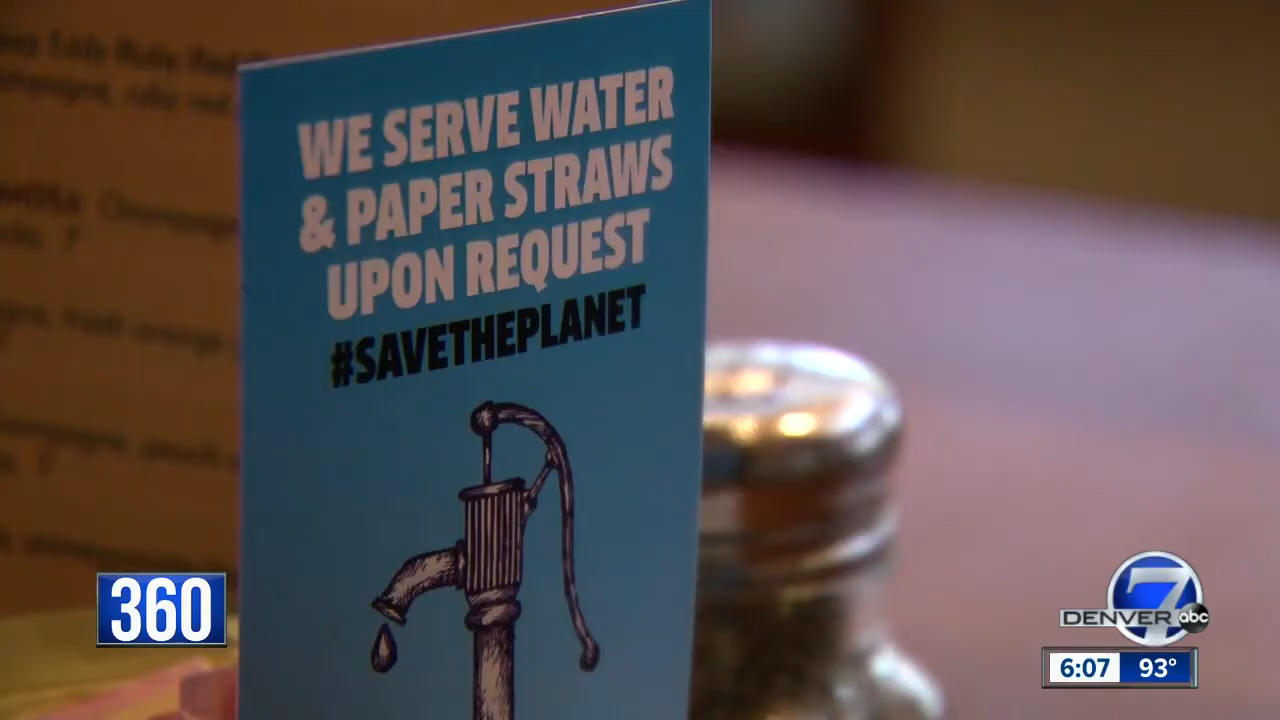 WE SERVE WATER
& PAPER STRAWS
UPON REQUEST
#SAVETHEPLANET
360
DENVER 7 abc
6:07 93°